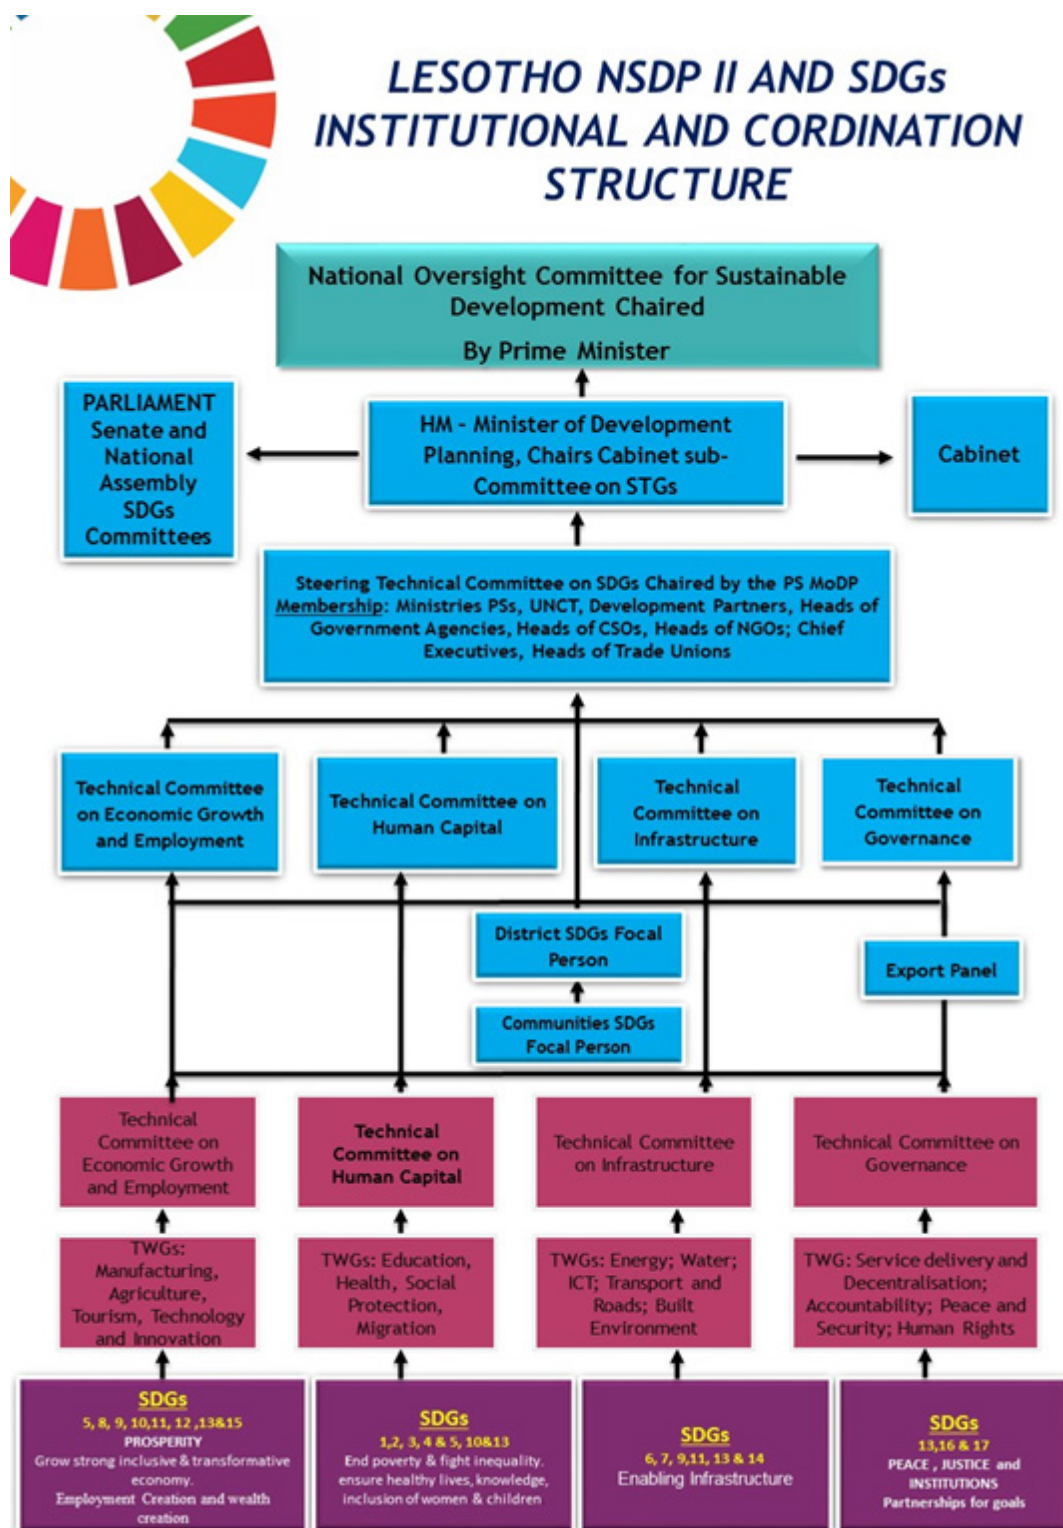 LESOTHO NSDP II AND SDGs
INSTITUTIONAL AND CORDINATION
STRUCTURE
National Oversight Committee for Sustainable
Development Chaired
By Prime Minister
PARLIAMENT
Senate and
National
Assembly
SDGs
Committees
HM - Minister of Development
Planning, Chairs Cabinet sub-
Committee on STGs
Cabinet
Steering Technical Committee on SDGs Chaired by the PS MoDP
Membership: Ministries PSs, UNCT, Development Partners, Heads of
Government Agencies, Heads of CSOs, Heads of NGOs; Chief
Executives, Heads of Trade Unions
Technical Committee
on Economic Growth
and Employment
Technical Committee on
Human Capital
Technical
Committee on
Infrastructure
Technical
Committee on
Governance
District SDGs Focal
Person
Export Panel
Communities SDGs
Focal Person
Technical
Committee on
Economic Growth
and Employment
Technical
Committee on
Human Capital
Technical Committee
on Infrastructure
Technical Committee on
Governance
TWGs:
Manufacturing,
Agriculture,
Tourism, Technology
and Innovation
TWGs: Education,
Health, Social
Protection,
Migration
TWGs: Energy; Water;
ICT; Transport and
Roads; Built
Environment
TWG: Service delivery and
Decentralisation;
Accountability; Peace and
Security; Human Rights
SDGs
5, 8, 9, 10,11, 12 ,13&15
PROSPERITY
Grow strong inclusive & transformative
economy.
Employment Creation and wealth
creation
SDGs
1,2, 3, 4 & 5, 10&13
End poverty & fight inequality.
ensure healthy lives, knowledge,
inclusion of women & children
SDGs
6, 7, 9,11, 13 & 14
Enabling Infrastructure
SDGs
13,16 & 17
PEACE , JUSTICE and
INSTITUTIONS
Partnerships for goals